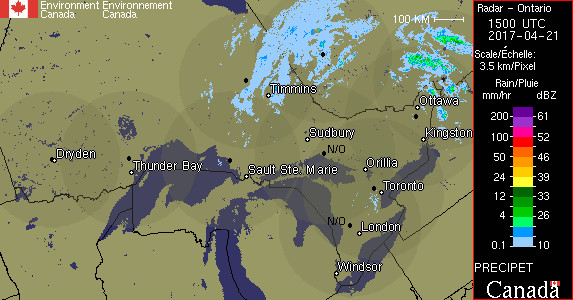 Environment Environnement
Canada Canada
100 KM
Timmins
Ottawa
Sudbury
Kingston
N/O
Dryden
Thunder Bay
Sault Ste. Marie
Orillia
Toronto
N/O
London
Windsor
Radar - Ontario
1500 UTC
2017-04-21
Scale/Échelle:
3.5 km/Pixel
Rain/Pluie
mm/hr dBZ
200 61
100 52
50 46
24 39
12 33
4 26
0.1 10
PRECIPET
Canada